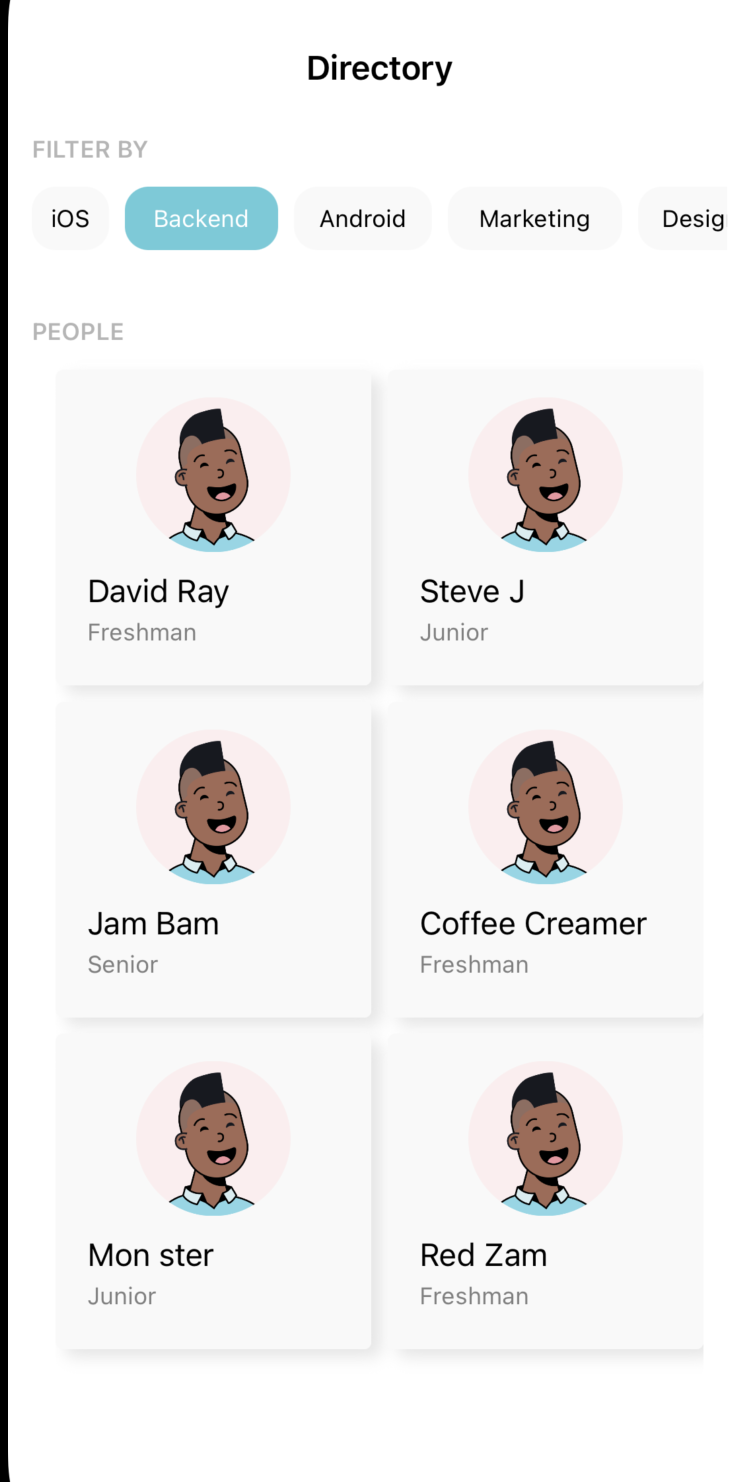 Directory
FILTER BY
iOS Backend Android Marketing Desig
PEOPLE
David Ray
Freshman
Steve J
Junior
Jam Bam
Senior
Coffee Creamer
Freshman
Mon ster
Junior
Red Zam
Freshman